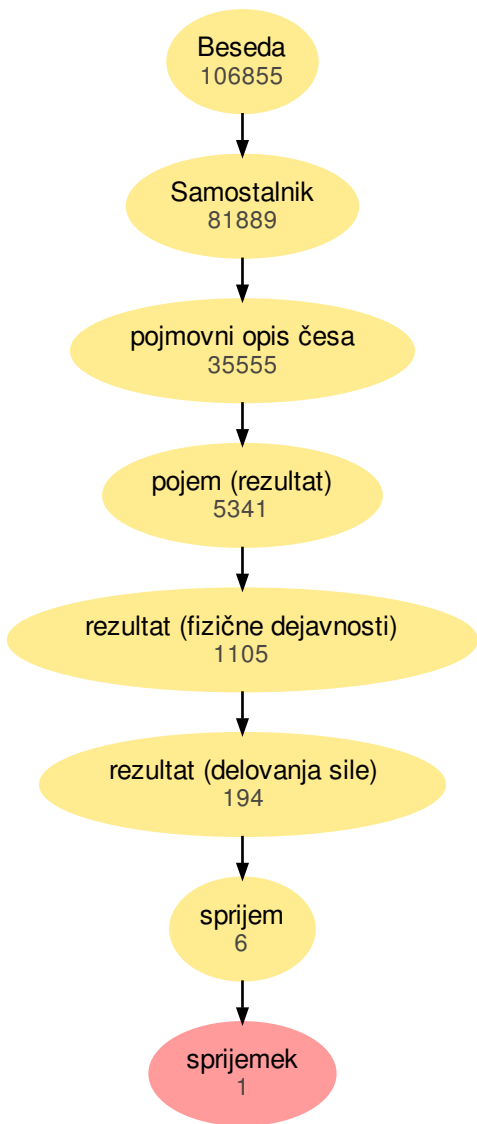 Beseda
106855
Samostalnik
81889
pojmovni opis česa
35555
pojem (rezultat)
5341
rezultat (fizične dejavnosti)
1105
rezultat (delovanja sile)
194
sprijem
6
sprijemek
1